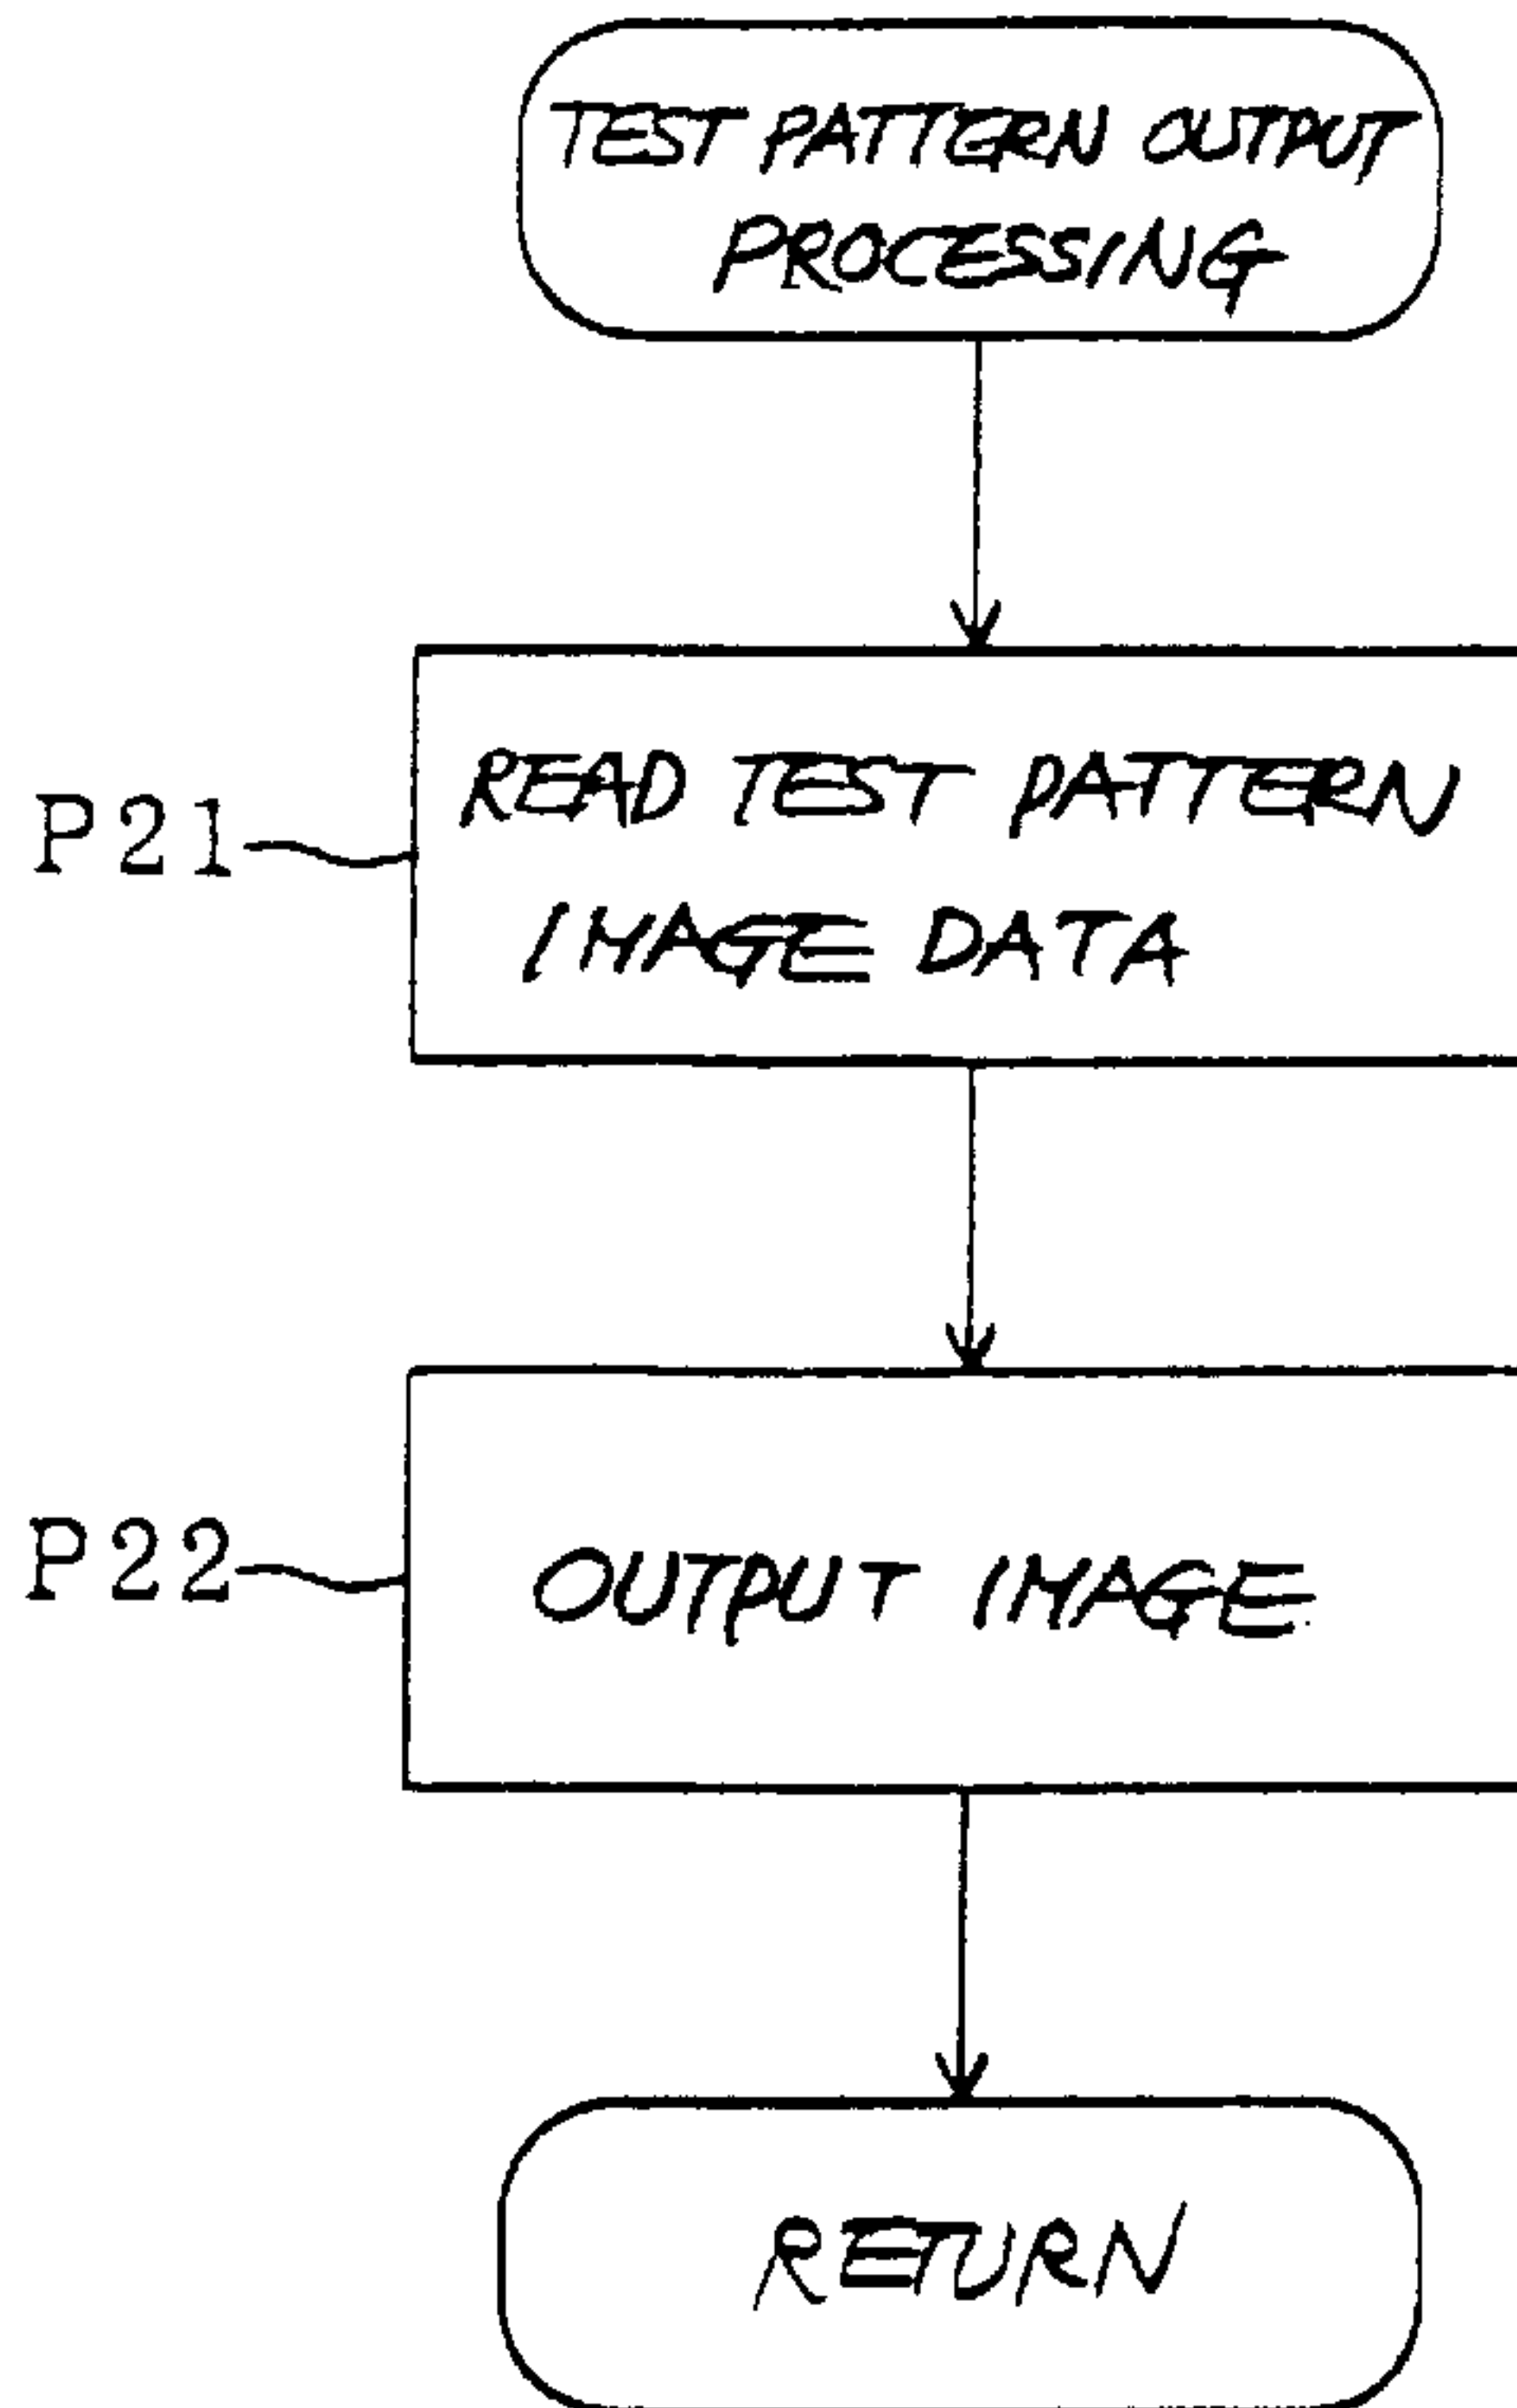 TEST PATTERN OUTPUT
PROCESSING
P21
READ TEST PATTERN
IMAGE DATA
P22
OUTPUT IMAGE
RETURN